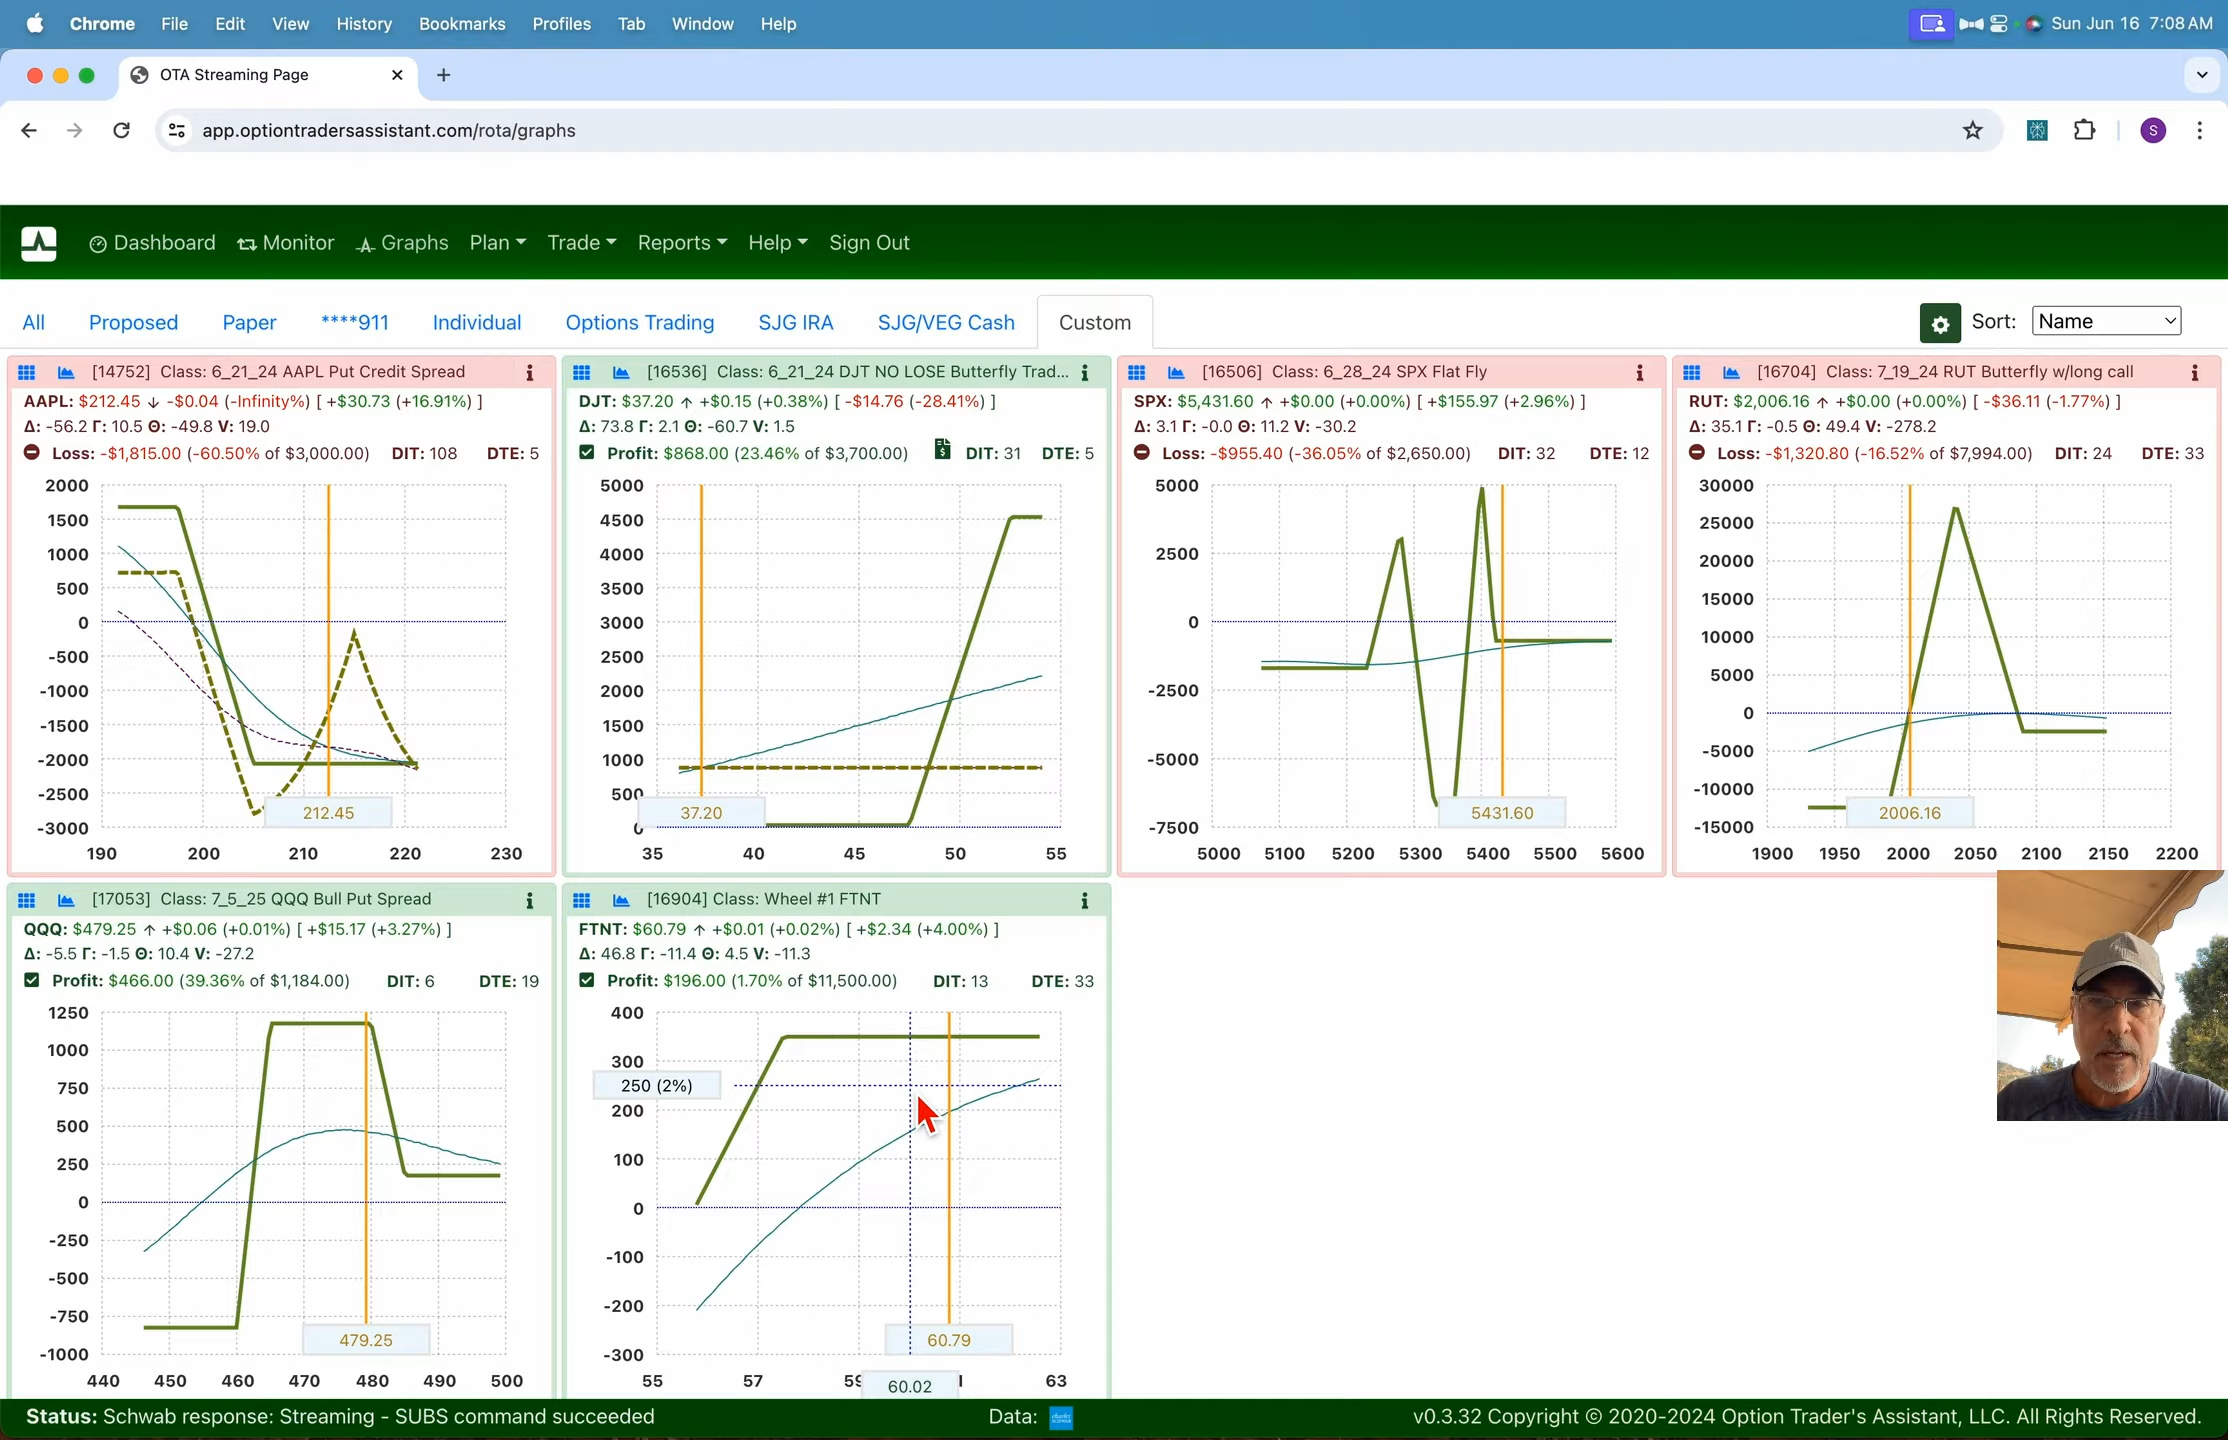 Chrome File Edit View History Bookmarks Profiles Tab Window Help Sun Jun 16 7:08 AM
OTA Streaming Page
app.optiontradersassistant.com/rota/graphs
S
Dashboard Monitor Graphs Plan Trade Reports Help Sign Out
All Proposed Paper ****911 Individual Options Trading SJG IRA SJG/VEG Cash Custom Sort: Name
[14752] Class: 6_21_24 AAPL Put Credit Spread
AAPL: $212.45 ↓ -$0.04 (-Infinity%) [ +$30.73 (+16.91%) ]
Δ: -56.2 Γ: 10.5 Θ: -49.8 V: 19.0
Loss: -$1,815.00 (-60.50% of $3,000.00) DIT: 108 DTE: 5
2000
1500
1000
500
0
-500
-1000
-1500
-2000
-2500
-3000
212.45
190 200 210 220 230
[16536] Class: 6_21_24 DJT NO LOSE Butterfly Trad...
DJT: $37.20 ↑ +$0.15 (+0.38%) [ -$14.76 (-28.41%) ]
Δ: 73.8 Γ: 2.1 Θ: -60.7 V: 1.5
Profit: $868.00 (23.46% of $3,700.00) DIT: 31 DTE: 5
5000
4500
4000
3500
3000
2500
2000
1500
1000
500
0
37.20
35 40 45 50 55
[16506] Class: 6_28_24 SPX Flat Fly
SPX: $5,431.60 ↑ +$0.00 (+0.00%) [ +$155.97 (+2.96%) ]
Δ: 3.1 Γ: -0.0 Θ: 11.2 V: -30.2
Loss: -$955.40 (-36.05% of $2,650.00) DIT: 32 DTE: 12
5000
2500
0
-2500
-5000
-7500
5431.60
5000 5100 5200 5300 5400 5500 5600
[16704] Class: 7_19_24 RUT Butterfly w/long call
RUT: $2,006.16 ↑ +$0.00 (+0.00%) [ -$36.11 (-1.77%) ]
Δ: 35.1 Γ: -0.5 Θ: 49.4 V: -278.2
Loss: -$1,320.80 (-16.52% of $7,994.00) DIT: 24 DTE: 33
30000
25000
20000
15000
10000
5000
0
-5000
-10000
-15000
2006.16
1900 1950 2000 2050 2100 2150 2200
[17053] Class: 7_5_25 QQQ Bull Put Spread
QQQ: $479.25 ↑ +$0.06 (+0.01%) [ +$15.17 (+3.27%) ]
Δ: -5.5 Γ: -1.5 Θ: 10.4 V: -27.2
Profit: $466.00 (39.36% of $1,184.00) DIT: 6 DTE: 19
1250
1000
750
500
250
0
-250
-500
-750
-1000
479.25
440 450 460 470 480 490 500
[16904] Class: Wheel #1 FTNT
FTNT: $60.79 ↑ +$0.01 (+0.02%) [ +$2.34 (+4.00%) ]
Δ: 46.8 Γ: -11.4 Θ: 4.5 V: -11.3
Profit: $196.00 (1.70% of $11,500.00) DIT: 13 DTE: 33
400
300
250 (2%)
200
100
0
-100
-200
-300
60.79
55 57 63
60.02
Status: Schwab response: Streaming - SUBS command succeeded Data: v0.3.32 Copyright © 2020-2024 Option Trader's Assistant, LLC. All Rights Reserved.